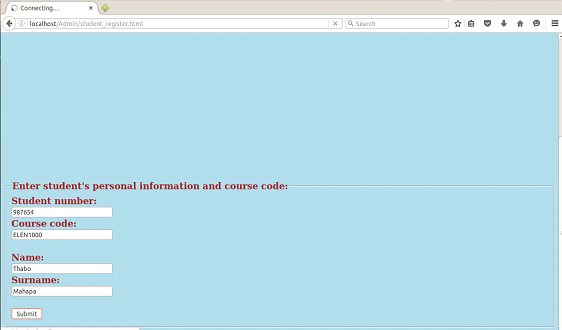 Connecting...
localhost/Admin/student_register.html
Search
Enter student's personal information and course code:
Student number:
987654
Course code:
ELEN1000
Name:
Thabo
Surname:
Mahapa
Submit